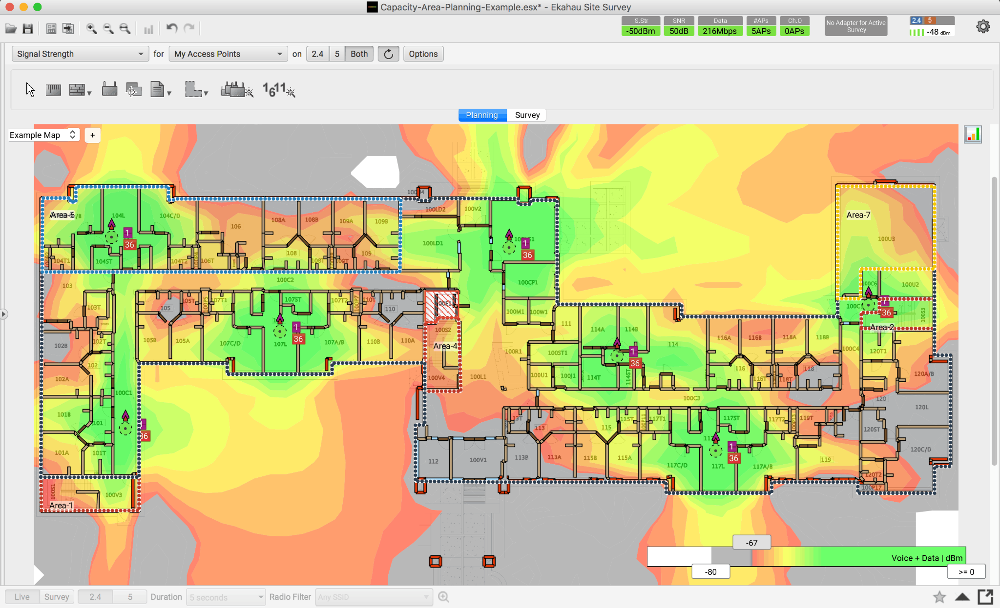 Capacity-Area-Planning-Example.esx* - Ekahau Site Survey
S.Str SNR Data #APs Ch.O
-50dBm 50dB 216Mbps 5APs 0APs
No Adapter for Active Survey
2.4 5
-48 dBm
Signal Strength for My Access Points on 2.4 5 Both Options
1 6 11
Planning Survey
Example Map +
Area-6
104L
104C/D
1
36
104T1
104ST
104T2
106
106T
108A
108B
109A
109B
108
108T
109T
109
100LD2
100V2
100LD1
1
36
100CP1
100M1
100W1
Area-7
100U3
100C6
100U2
1
36
100S3
Area-2
103
103T
100C2
105
105T
107T1
107ST
107T2
110T
110
105B
105A
107C/D
107L
1
36
107A/B
110B
110A
100S2
Area-4
100V4
100L1
100R1
111
100ST1
100U1
100J1
114A
114B
114
1
36
114T
114ST
116A
116B
118A
118B
116
116T
118
118T
100C4
120T1
120A/B
120
120L
120ST
120C/D
120T2
100P17
102B
102T
102
102A
100C1
101B
101
1
36
101A
101T
100S1
100V3
Area-1
112
100V1
113B
113
113A
115B
115
115T
115A
100P11
117T1
100C3
117ST
1
36
117C/D
117L
117A/B
117T2
100P13
119T
119
-67
Voice + Data | dBm
-80
>= 0
Live Survey 2.4 5 Duration 5 seconds Radio Filter Any SSID